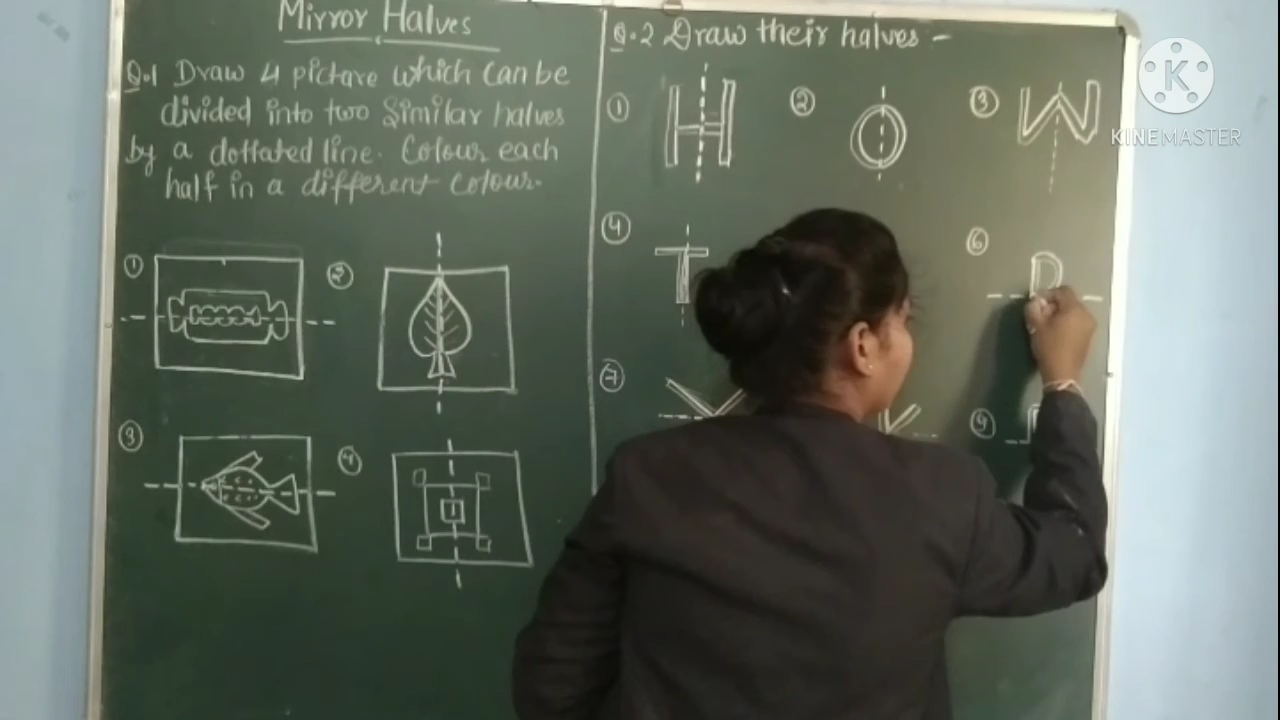 Mirror Halves
Q.1 Draw 4 picture which can be
divided into two similar halves
by a dottated line. Colour each
half in a different colour.
①
②
③
④
Q.2 Draw their halves -
① H
② O
③ W
④ T
⑥
⑦
⑨
K
KINEMASTER